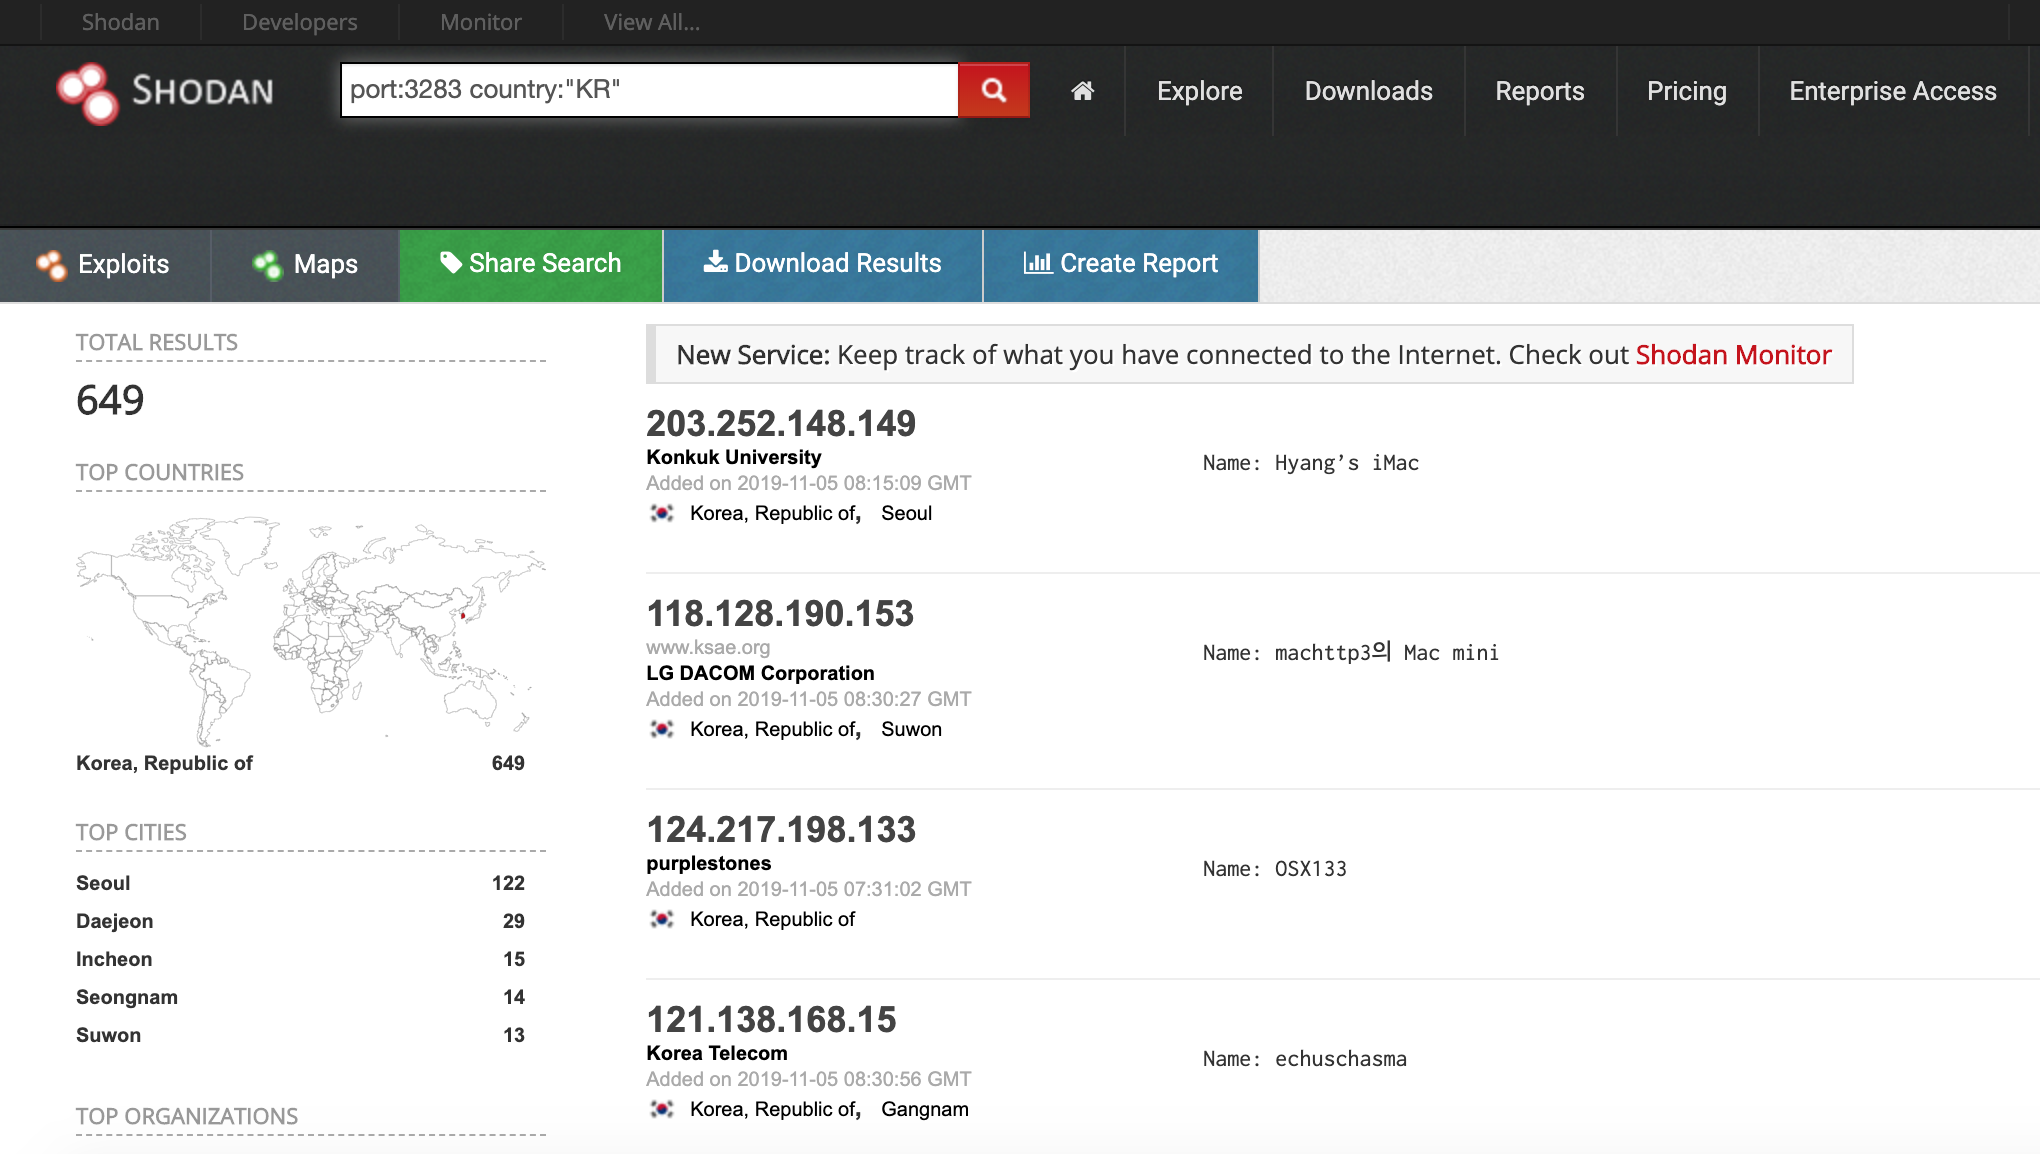 Shodan Developers Monitor View All...
SHODAN port:3283 country:"KR" Explore Downloads Reports Pricing Enterprise Access
Exploits Maps Share Search Download Results Create Report
TOTAL RESULTS
649
TOP COUNTRIES
Korea, Republic of 649
TOP CITIES
Seoul 122
Daejeon 29
Incheon 15
Seongnam 14
Suwon 13
TOP ORGANIZATIONS
New Service: Keep track of what you have connected to the Internet. Check out Shodan Monitor
203.252.148.149
Konkuk University
Added on 2019-11-05 08:15:09 GMT
Korea, Republic of, Seoul
Name: Hyang’s iMac
118.128.190.153
www.ksae.org
LG DACOM Corporation
Added on 2019-11-05 08:30:27 GMT
Korea, Republic of, Suwon
Name: machttp3의 Mac mini
124.217.198.133
purplestones
Added on 2019-11-05 07:31:02 GMT
Korea, Republic of
Name: OSX133
121.138.168.15
Korea Telecom
Added on 2019-11-05 08:30:56 GMT
Korea, Republic of, Gangnam
Name: echuschasma